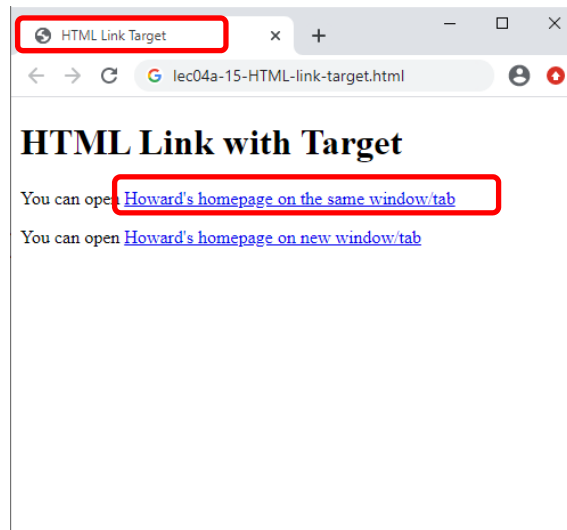 HTML Link Target
lec04a-15-HTML-link-target.html
HTML Link with Target
You can open Howard's homepage on the same window/tab
You can open Howard's homepage on new window/tab